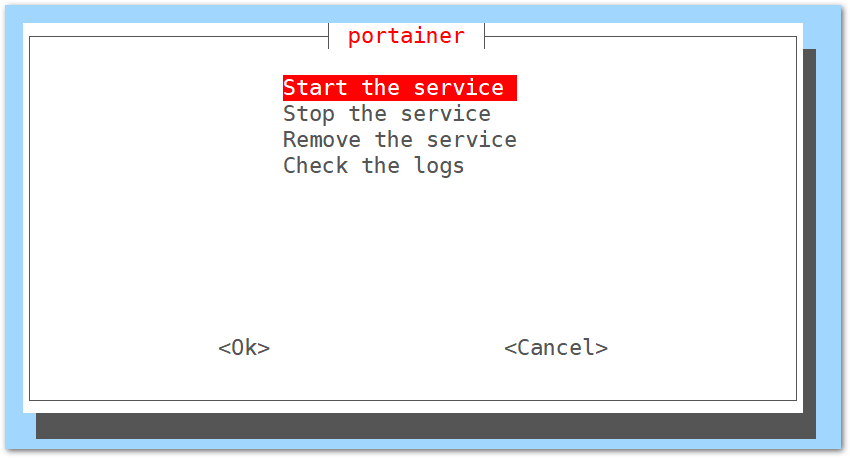 portainer
Start the service
Stop the service
Remove the service
Check the logs
<Ok> <Cancel>